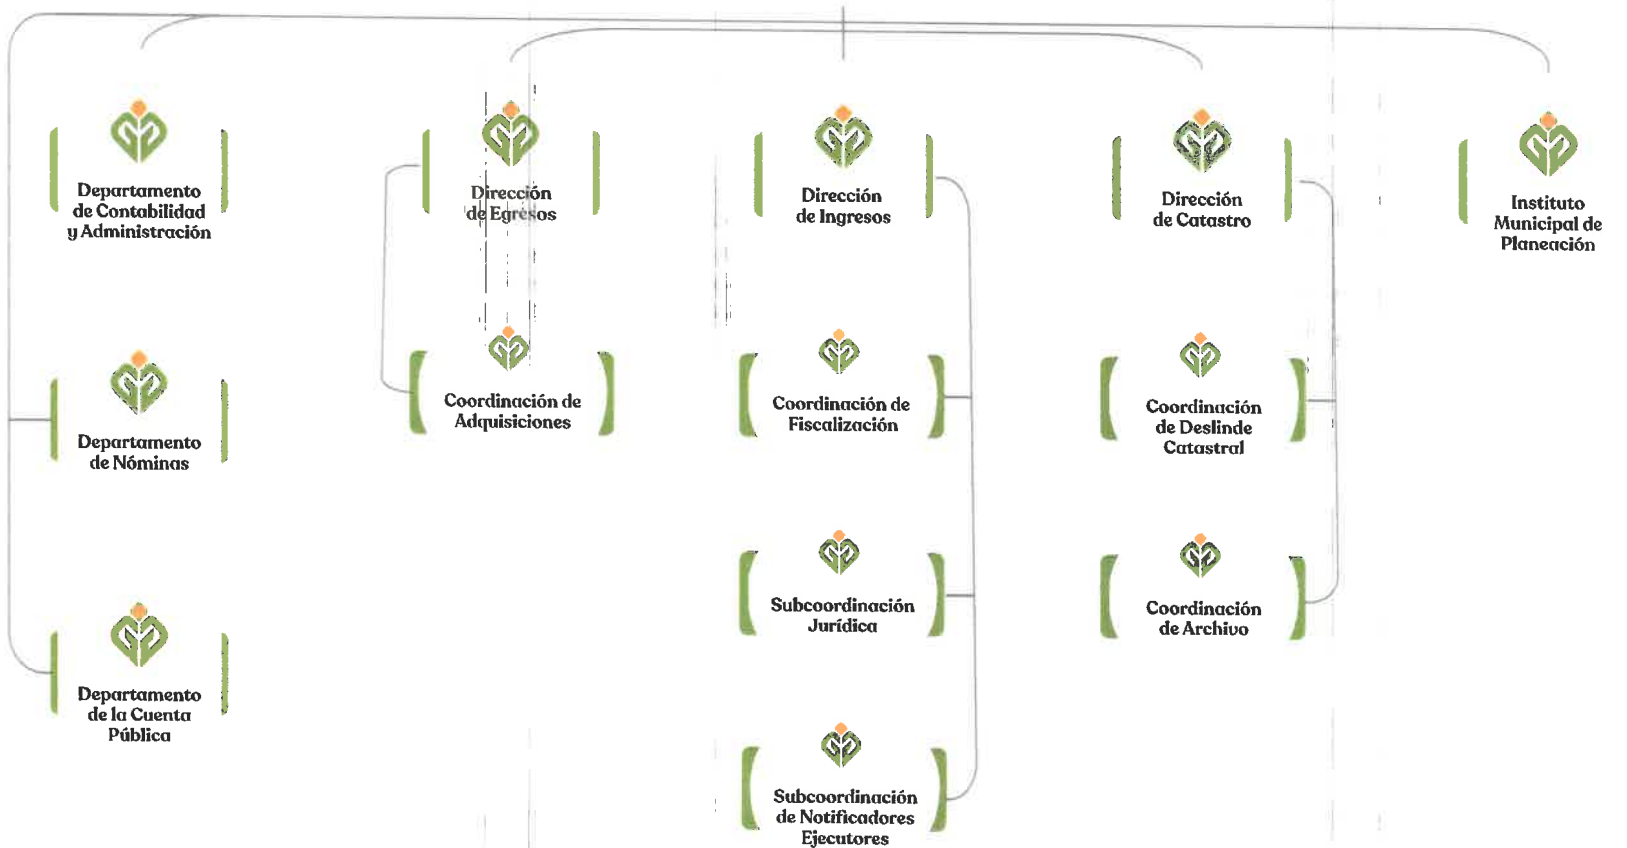 Departamento
de Contabilidad
y Administración
Dirección
de Egresos
Dirección
de Ingresos
Dirección
de Catastro
Instituto
Municipal de
Planeación
Departamento
de Nóminas
Coordinación de
Adquisiciones
Coordinación de
Fiscalización
Coordinación
de Deslinde
Catastral
Subcoordinación
Jurídica
Coordinación
de Archivo
Departamento
de la Cuenta
Pública
Subcoordinación
de Notificadores
Ejecutores